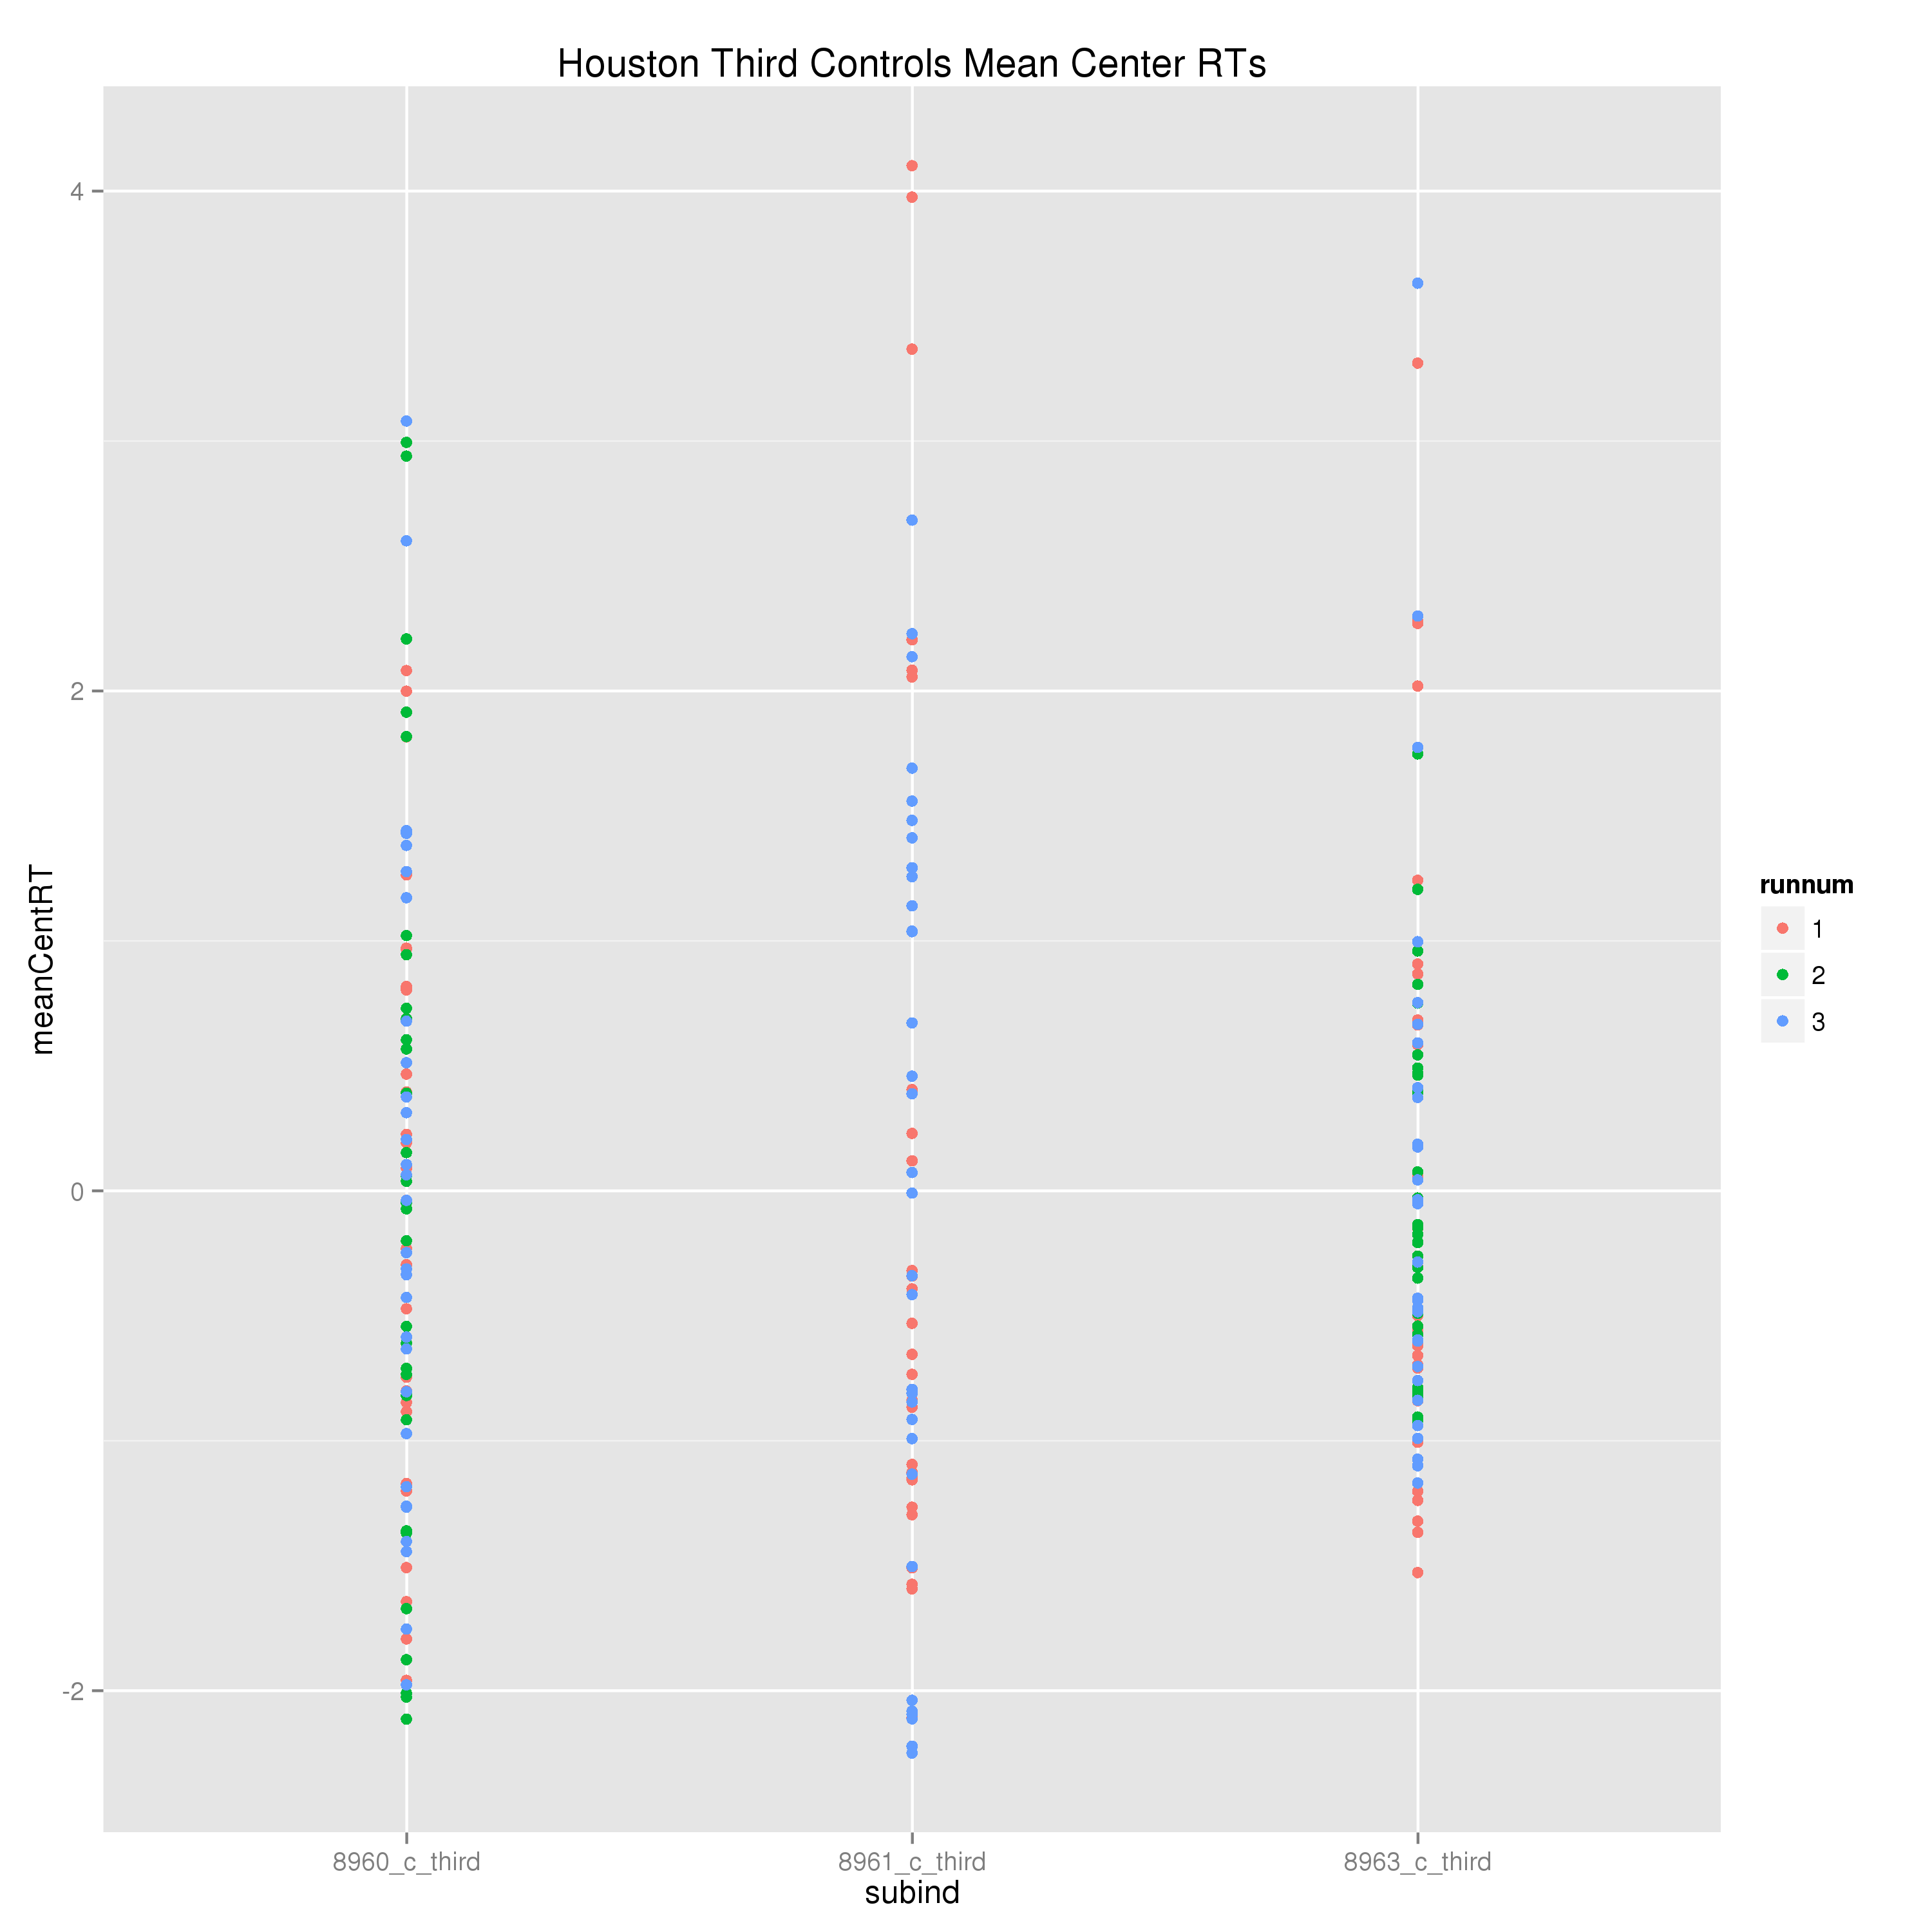 Houston Third Controls Mean Center RTs
4
2
0
-2
meanCentRT
8960_c_third
8961_c_third
8963_c_third
subind
runnum
1
2
3